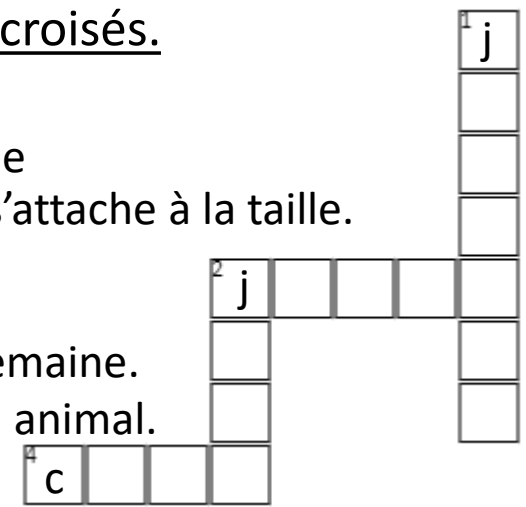 croisés.
1 j
e
s'attache à la taille.
2 j
emaine.
animal.
4 c